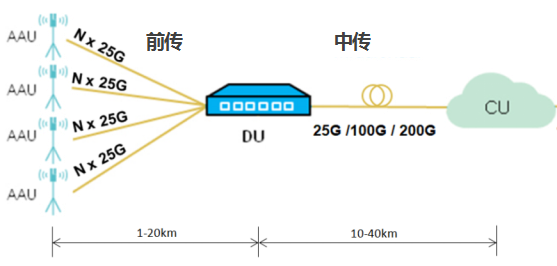 前传
中传
AAU
N x 25G
AAU
N x 25G
AAU
N x 25G
AAU
N x 25G
DU
25G /100G / 200G
CU
1-20km
10-40km